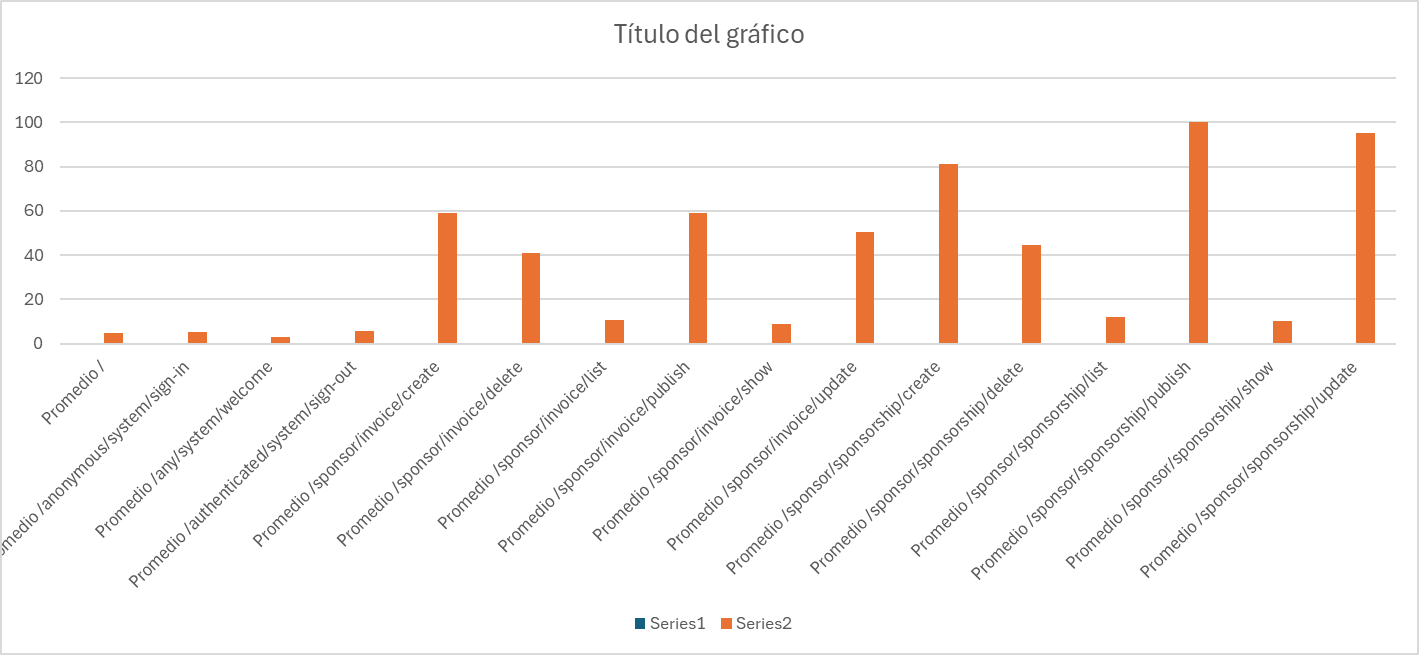 Título del gráfico
120
100
80
60
40
20
0
Promedio /
omedio /anonymous/system/sign-in
Promedio /any/system/welcome
Promedio /authenticated/system/sign-out
Promedio /sponsor/invoice/create
Promedio /sponsor/invoice/delete
Promedio /sponsor/invoice/list
Promedio /sponsor/invoice/publish
Promedio /sponsor/invoice/show
Promedio /sponsor/invoice/update
Promedio /sponsor/sponsorship/create
Promedio /sponsor/sponsorship/delete
Promedio /sponsor/sponsorship/list
Promedio /sponsor/sponsorship/publish
Promedio /sponsor/sponsorship/show
Promedio /sponsor/sponsorship/update
Series1 Series2